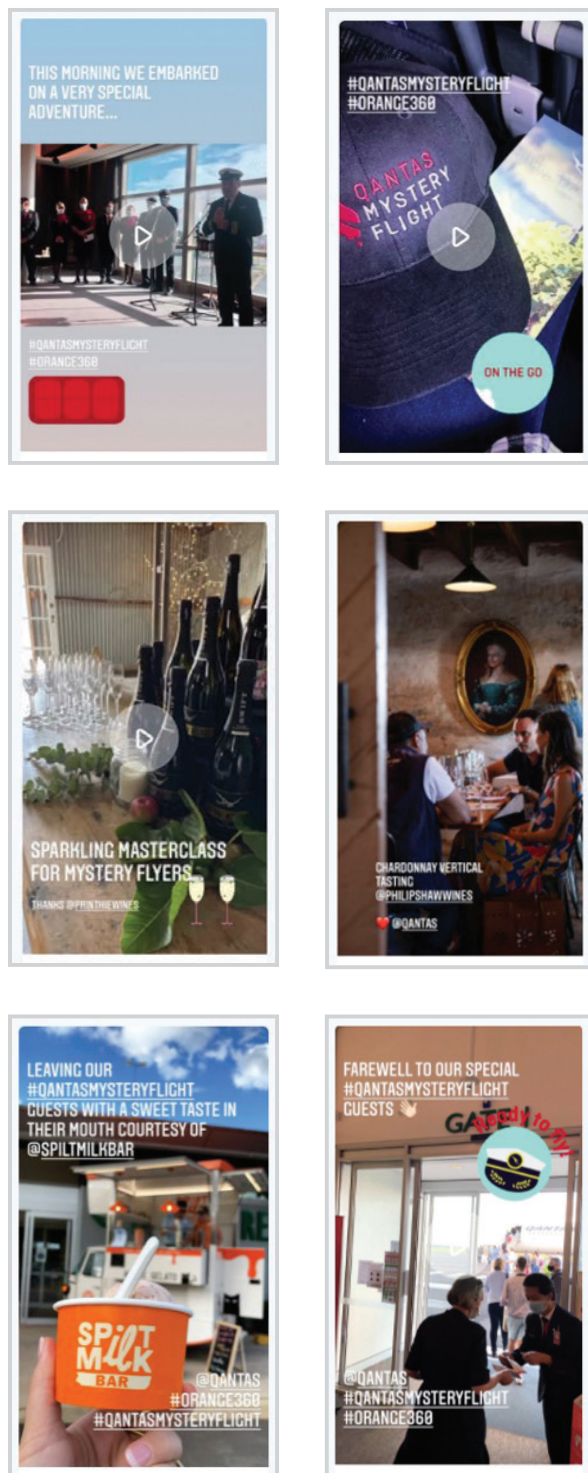 THIS MORNING WE EMBARKED
ON A VERY SPECIAL
ADVENTURE...
#QANTASMYSTERYFLIGHT
#ORANGE360
#QANTASMYSTERYFLIGHT
#ORANGE360
QANTAS
MYSTERY
FLIGHT
ON THE GO
SPARKLING MASTERCLASS
FOR MYSTERY FLYERS
THANKS @PRINTHIEWINES
SWIFT
CHARDONNAY VERTICAL
TASTING
@PHILIPSHAWWINES
❤️ @QANTAS
LEAVING OUR
#QANTASMYSTERYFLIGHT
GUESTS WITH A SWEET TASTE IN
THEIR MOUTH COURTESY OF
@SPILTMILKBAR
GELATO
SPilT
MilK
BAR
@QANTAS
#ORANGE360
#QANTASMYSTERYFLIGHT
FAREWELL TO OUR SPECIAL
#QANTASMYSTERYFLIGHT
GUESTS 👋🏻
Ready to fly!
QANTAS
@QANTAS
#QANTASMYSTERYFLIGHT
#ORANGE360